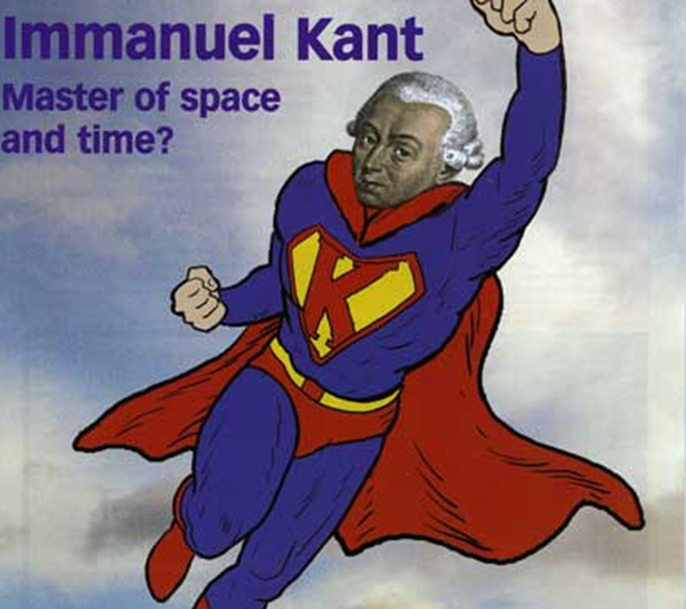 Immanuel Kant
Master of space
and time?
K